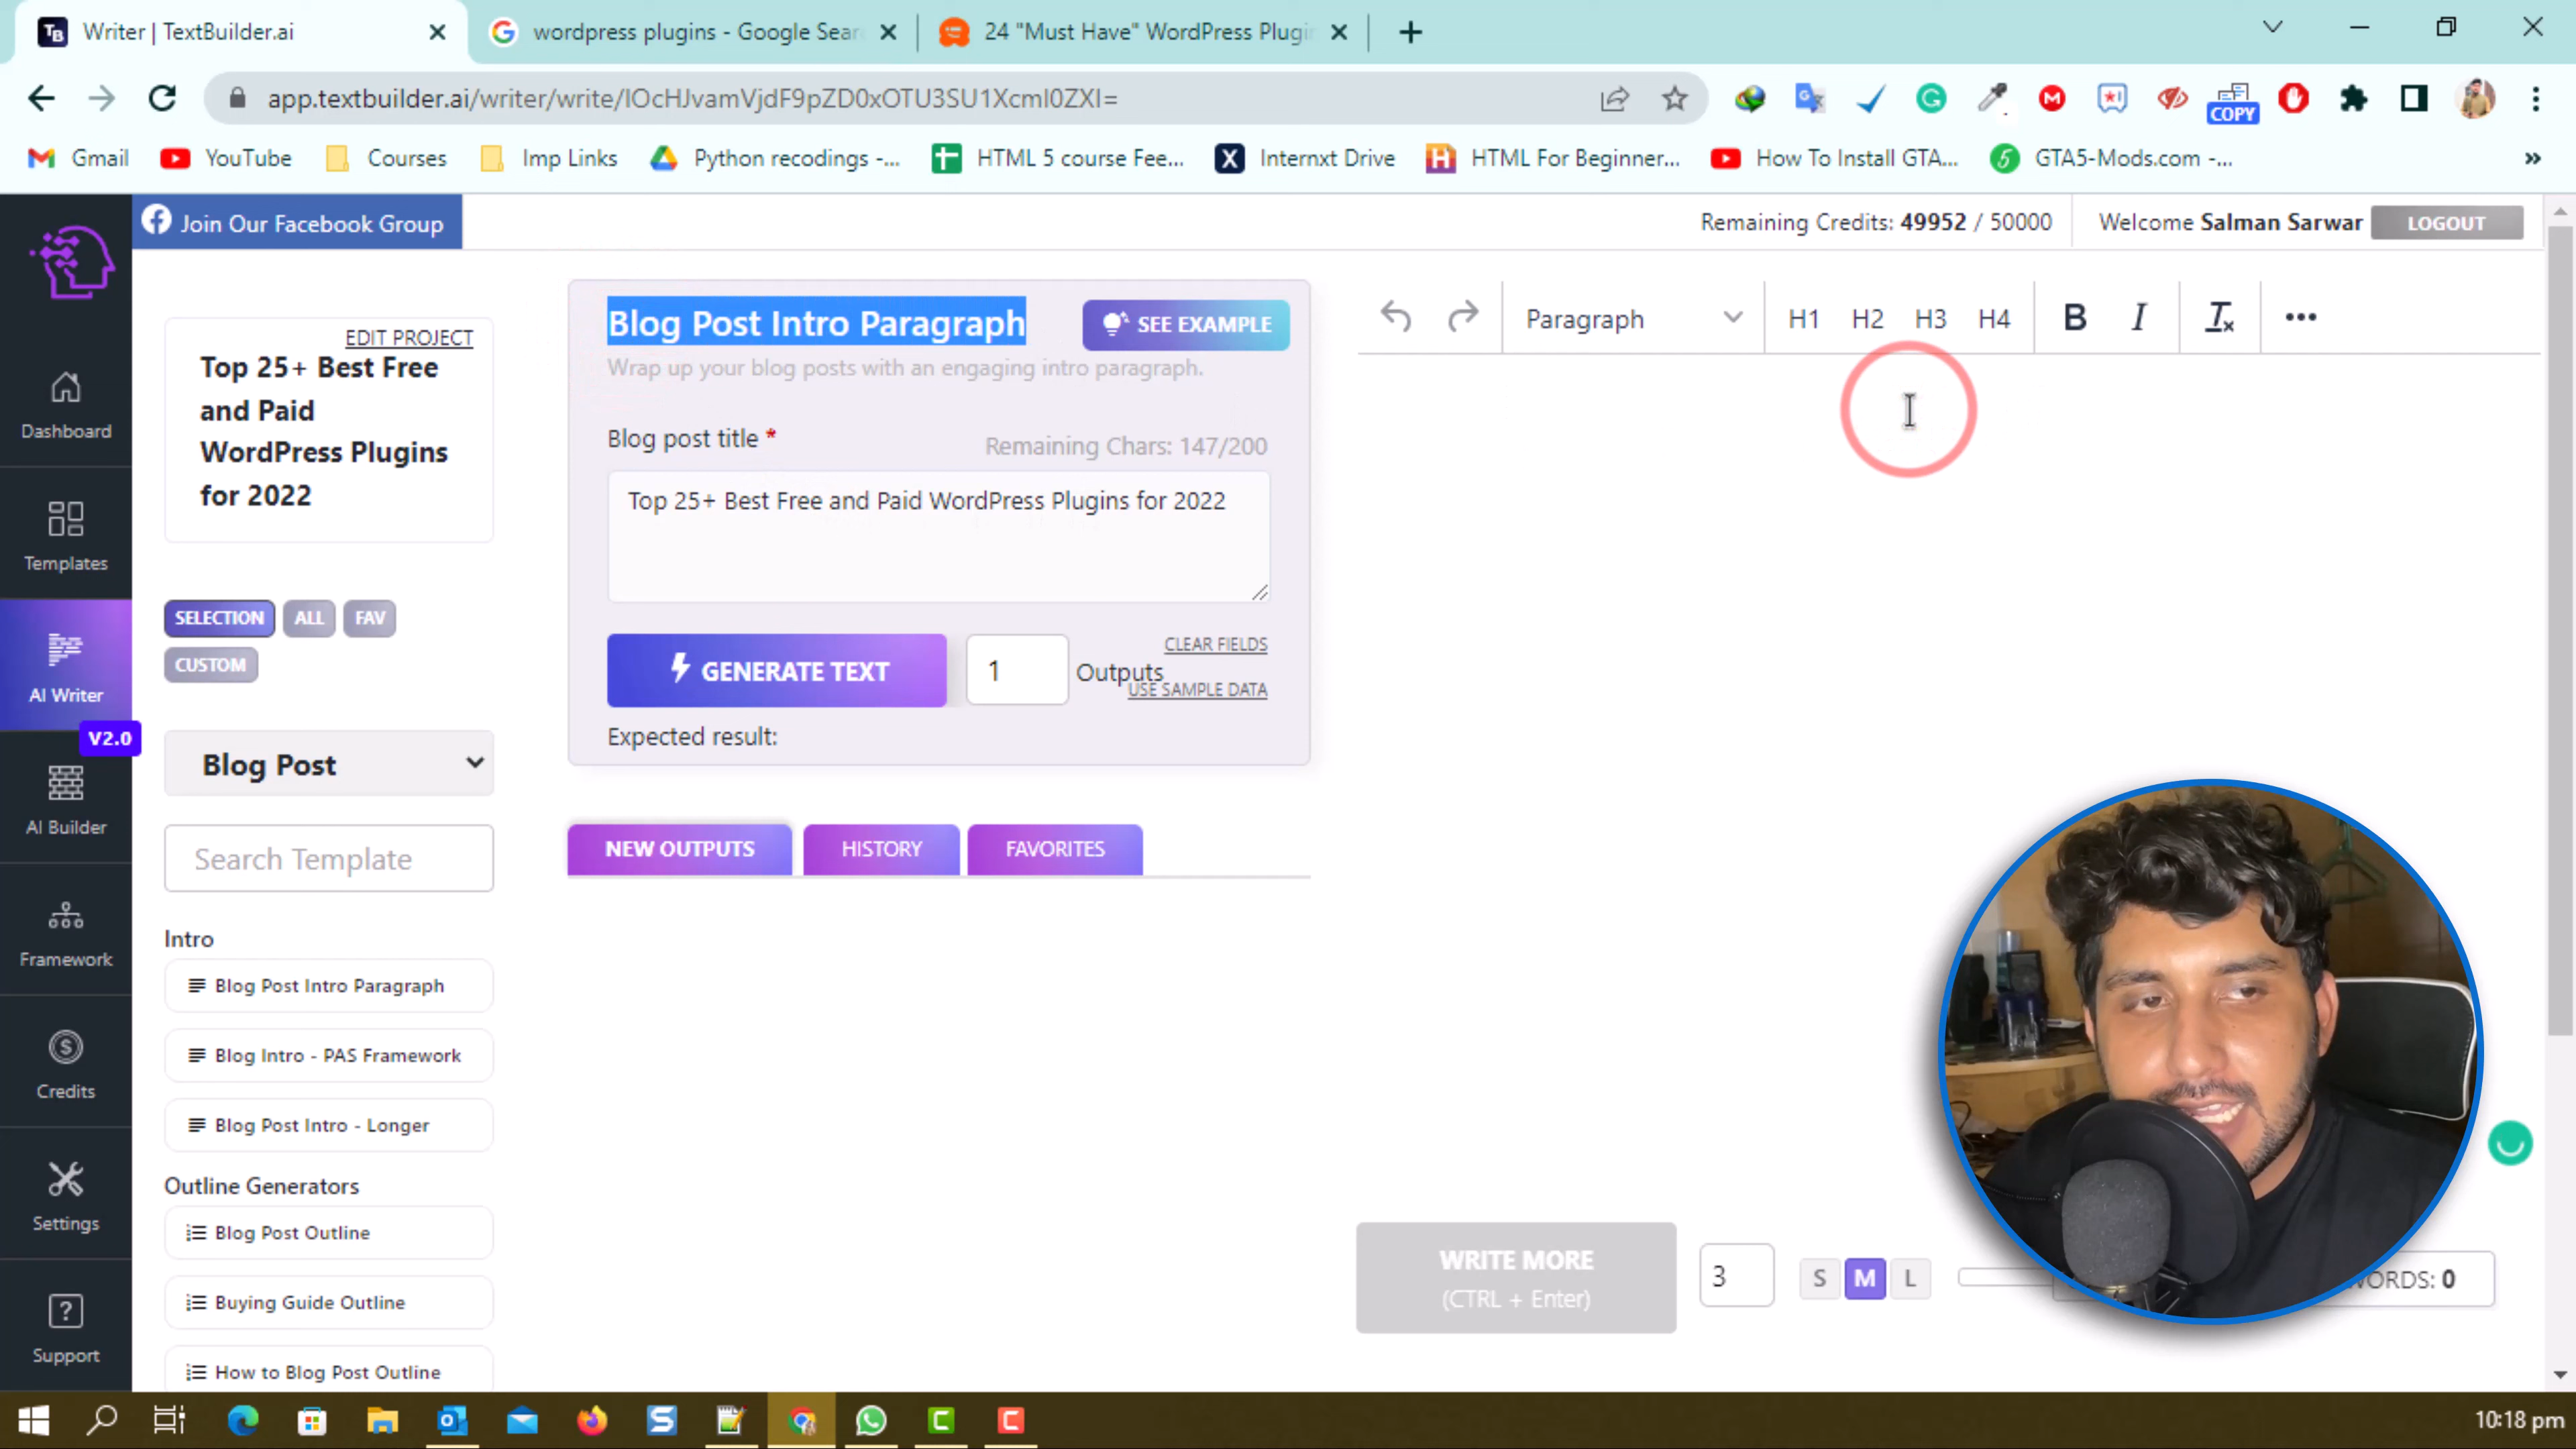 TB Writer | TextBuilder.ai
wordpress plugins - Google Sear
24 "Must Have" WordPress Plugin
app.textbuilder.ai/writer/write/IOcHJvamVjdF9pZD0xOTU3SU1XcmI0ZXI=
COPY
Gmail
YouTube
Courses
Imp Links
Python recodings -...
HTML 5 course Fee...
X Internxt Drive
HTML For Beginner...
How To Install GTA...
5 GTA5-Mods.com -...
»
Join Our Facebook Group
Remaining Credits: 49952 / 50000
Welcome Salman Sarwar
LOGOUT
Dashboard
Templates
AI Writer
V2.0
AI Builder
Framework
Credits
Settings
Support
EDIT PROJECT
Top 25+ Best Free
and Paid
WordPress Plugins
for 2022
SELECTION ALL FAV
CUSTOM
Blog Post
Search Template
Intro
Blog Post Intro Paragraph
Blog Intro - PAS Framework
Blog Post Intro - Longer
Outline Generators
Blog Post Outline
Buying Guide Outline
How to Blog Post Outline
Blog Post Intro Paragraph
SEE EXAMPLE
Wrap up your blog posts with an engaging intro paragraph.
Blog post title *
Remaining Chars: 147/200
Top 25+ Best Free and Paid WordPress Plugins for 2022
GENERATE TEXT
1
Outputs
CLEAR FIELDS
USE SAMPLE DATA
Expected result:
NEW OUTPUTS
HISTORY
FAVORITES
Paragraph
H1 H2 H3 H4
B I
WRITE MORE
(CTRL + Enter)
3
S M L
WORDS: 0
10:18 pm